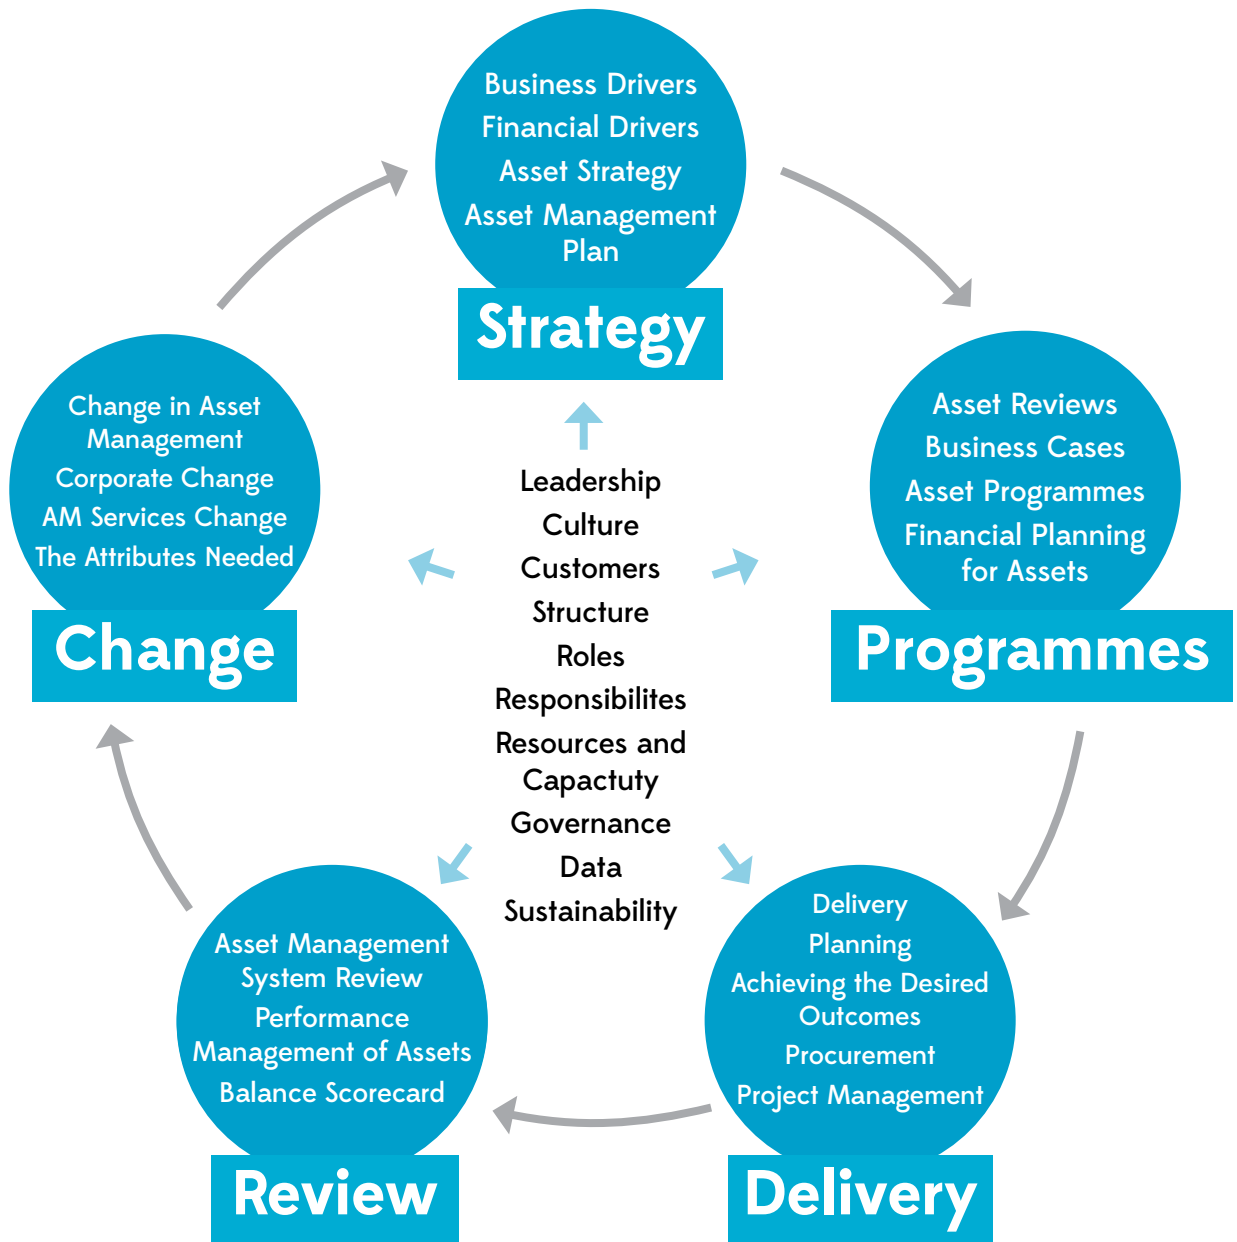 Business Drivers
Financial Drivers
Asset Strategy
Asset Management
Plan
Strategy
Asset Reviews
Business Cases
Asset Programmes
Financial Planning
for Assets
Programmes
Delivery
Planning
Achieving the Desired
Outcomes
Procurement
Project Management
Delivery
Asset Management
System Review
Performance
Management of Assets
Balance Scorecard
Review
Change in Asset
Management
Corporate Change
AM Services Change
The Attributes Needed
Change
Leadership
Culture
Customers
Structure
Roles
Responsibilites
Resources and
Capactuty
Governance
Data
Sustainability